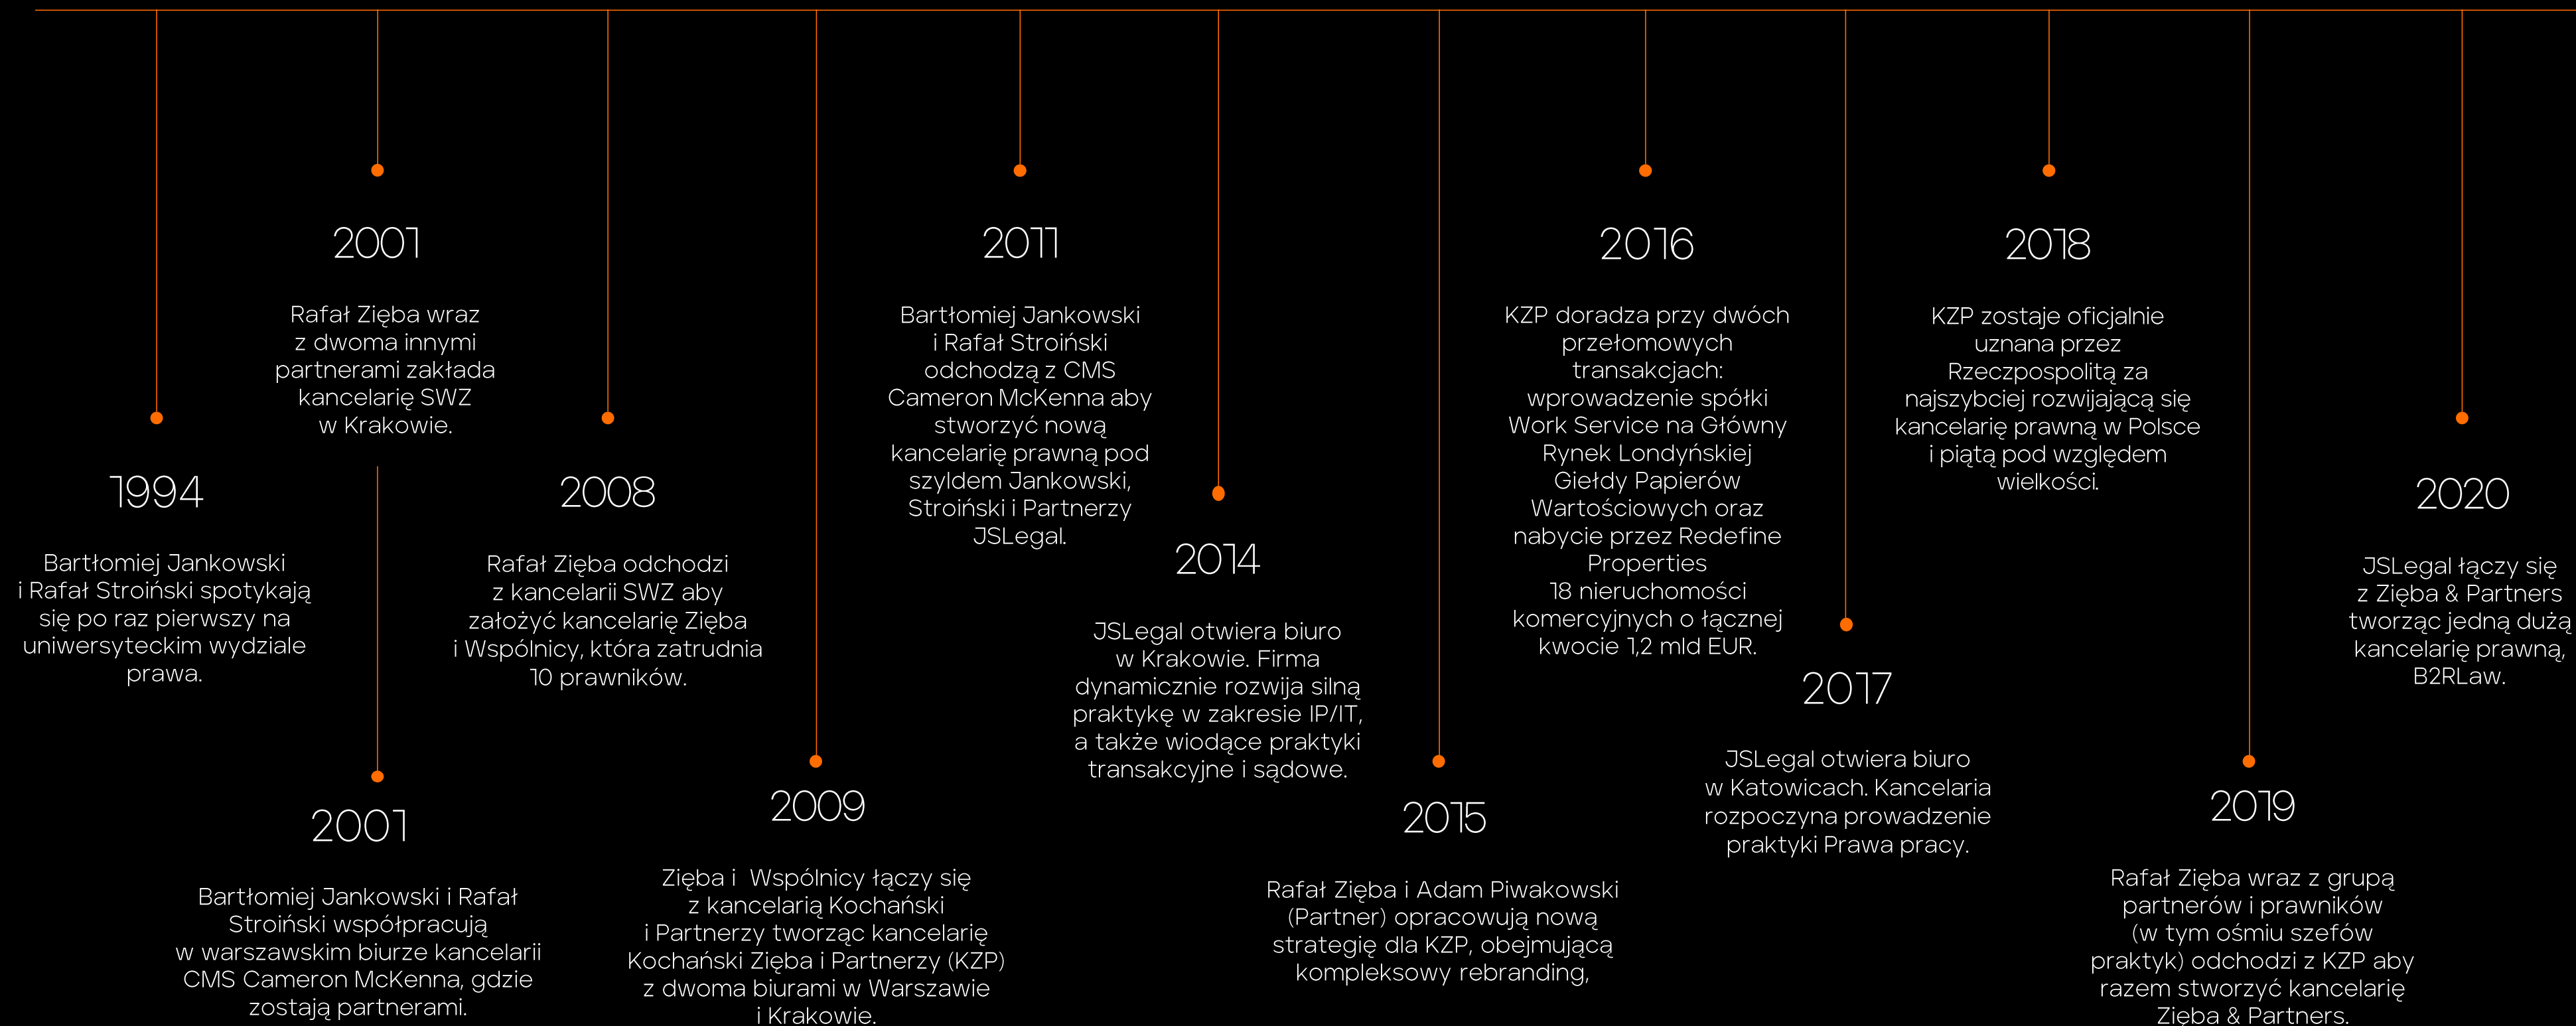 1994
Bartłomiej Jankowski
i Rafał Stroiński spotykają
się po raz pierwszy na
uniwersyteckim wydziale
prawa.
2001
Rafał Zięba wraz
z dwoma innymi
partnerami zakłada
kancelarię SWZ
w Krakowie.
2001
Bartłomiej Jankowski i Rafał
Stroiński współpracują
w warszawskim biurze kancelarii
CMS Cameron McKenna, gdzie
zostają partnerami.
2008
Rafał Zięba odchodzi
z kancelarii SWZ aby
założyć kancelarię Zięba
i Wspólnicy, która zatrudnia
10 prawników.
2009
Zięba i Wspólnicy łączy się
z kancelarią Kochański
i Partnerzy tworząc kancelarię
Kochański Zięba i Partnerzy (KZP)
z dwoma biurami w Warszawie
i Krakowie.
2011
Bartłomiej Jankowski
i Rafał Stroiński
odchodzą z CMS
Cameron McKenna aby
stworzyć nową
kancelarię prawną pod
szyldem Jankowski,
Stroiński i Partnerzy
JSLegal.
2014
JSLegal otwiera biuro
w Krakowie. Firma
dynamicznie rozwija silną
praktykę w zakresie IP/IT,
a także wiodące praktyki
transakcyjne i sądowe.
2015
Rafał Zięba i Adam Piwakowski
(Partner) opracowują nową
strategię dla KZP, obejmującą
kompleksowy rebranding,
2016
KZP doradza przy dwóch
przełomowych
transakcjach:
wprowadzenie spółki
Work Service na Główny
Rynek Londyńskiej
Giełdy Papierów
Wartościowych oraz
nabycie przez Redefine
Properties
18 nieruchomości
komercyjnych o łącznej
kwocie 1,2 mld EUR.
2017
JSLegal otwiera biuro
w Katowicach. Kancelaria
rozpoczyna prowadzenie
praktyki Prawa pracy.
2018
KZP zostaje oficjalnie
uznana przez
Rzeczpospolitą za
najszybciej rozwijającą się
kancelarię prawną w Polsce
i piątą pod względem
wielkości.
2019
Rafał Zięba wraz z grupą
partnerów i prawników
(w tym ośmiu szefów
praktyk) odchodzi z KZP aby
razem stworzyć kancelarię
Zięba & Partners.
2020
JSLegal łączy się
z Zięba & Partners
tworząc jedną dużą
kancelarię prawną,
B2RLaw.